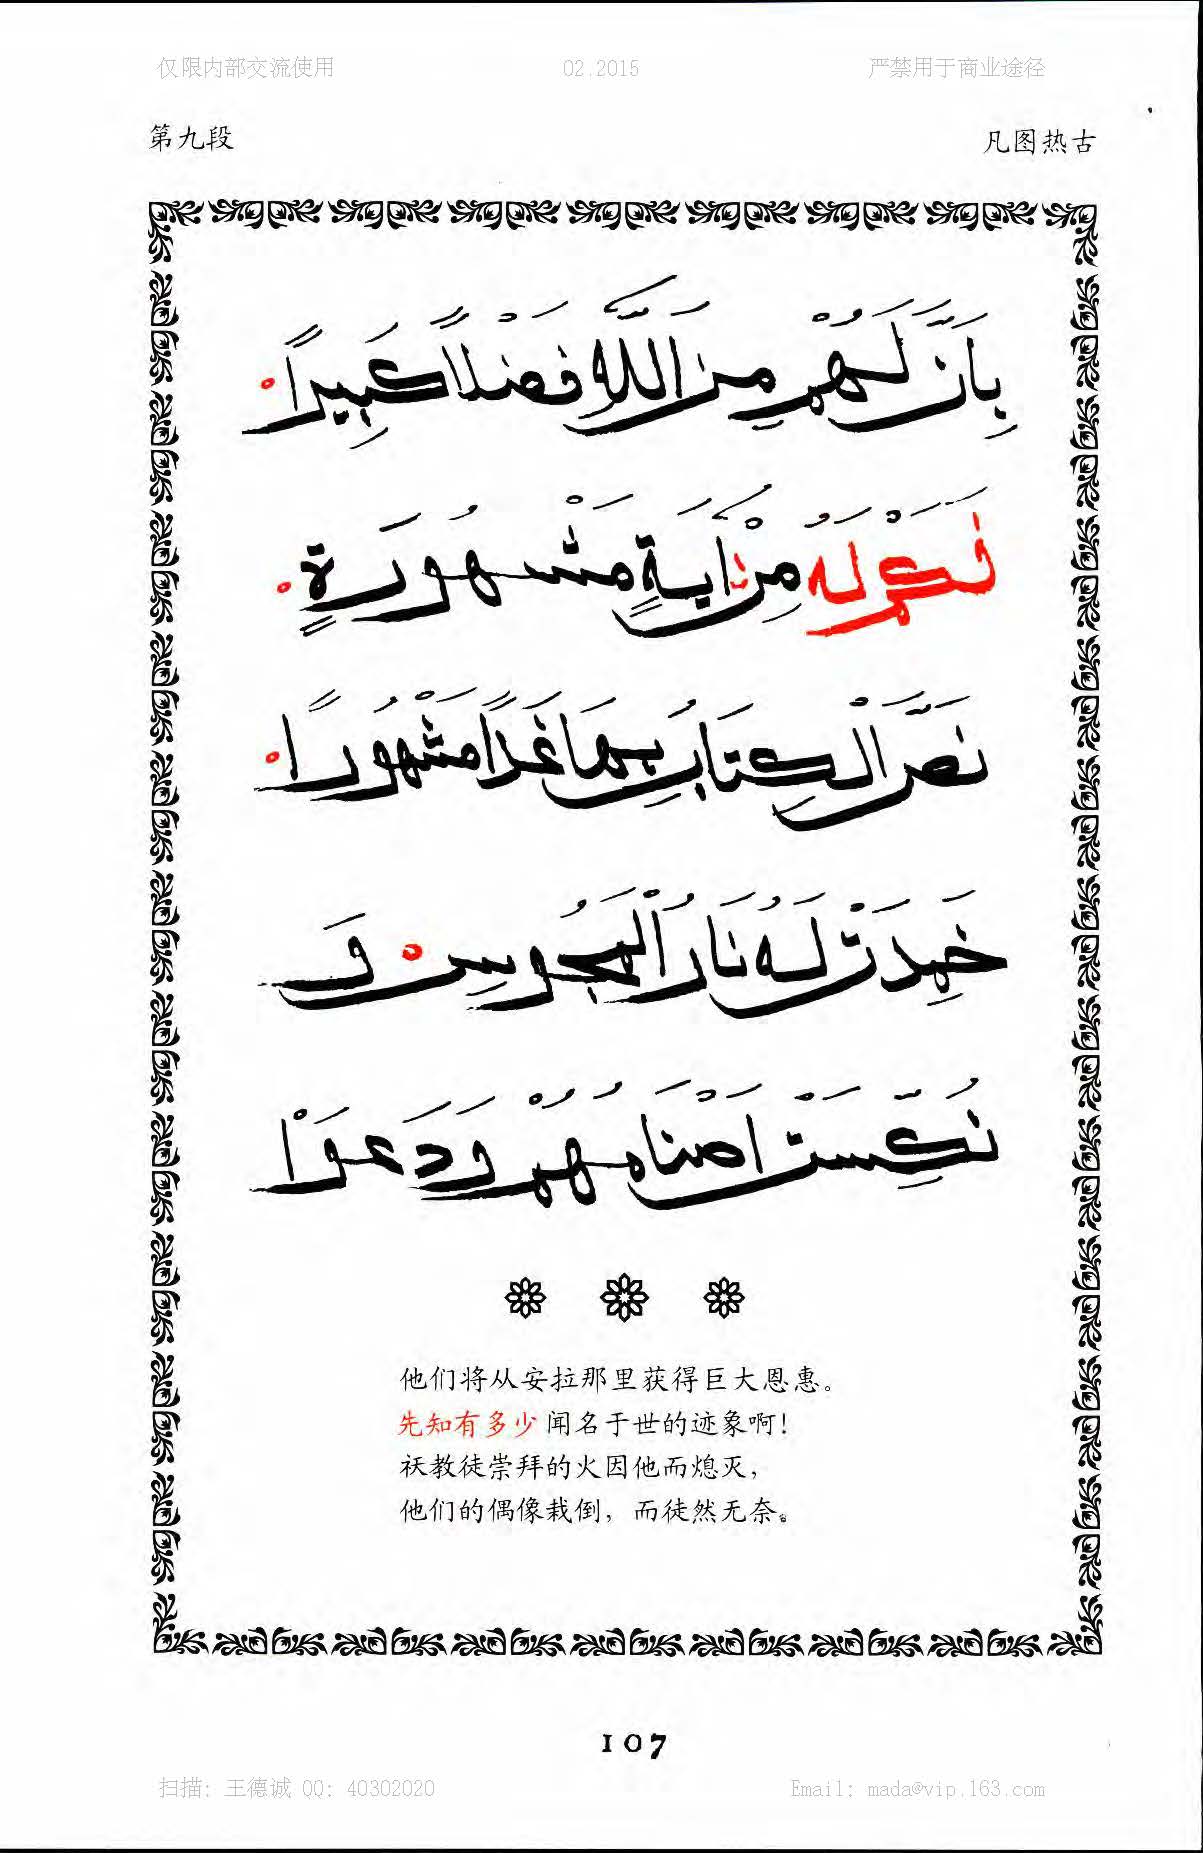 仅限内部交流使用 02.2015 严禁用于商业途径
第九段 凡图热古
بِاَنَّ لَهُمْ مِنَ اللّٰهِ فَضْلاً كَبِيراً
فَكَمْ لَهُ مِنْ آيَةٍ مَشْهُورَةٍ
نَصَّ الْكِتَابِ بِهَا غَداً مَشْهُوراً
خَمِدَتْ لَهُ نَارُ الْمَجُوسِ وَ
نُكِّسَتْ اَصْنَامُهُمْ وَدَعَوْا
他们将从安拉那里获得巨大恩惠。
先知有多少闻名于世的迹象啊!
祆教徒崇拜的火因他而熄灭，
他们的偶像栽倒，而徒然无奈。
107
扫描: 王德诚 QQ: 40302020 Email: mada@vip.163.com